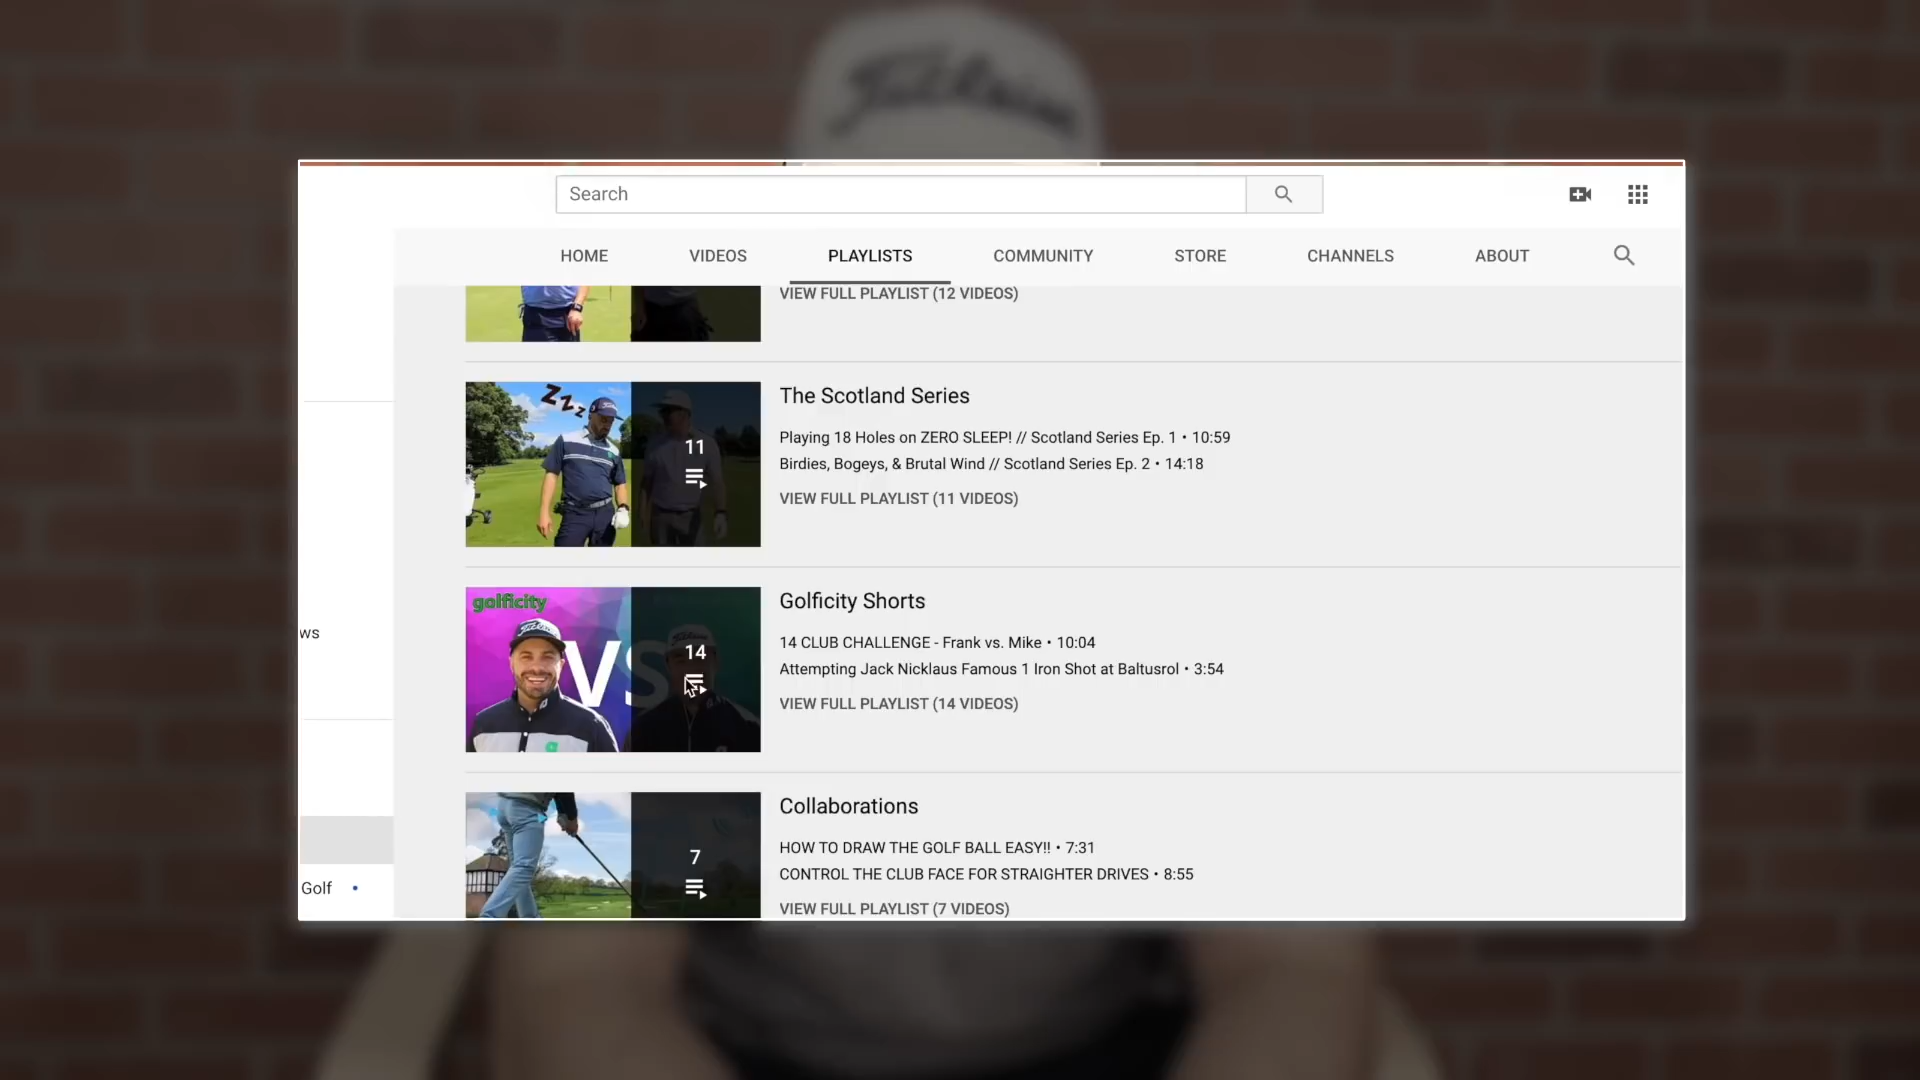 Titleist
Search
HOME
VIDEOS
PLAYLISTS
COMMUNITY
STORE
CHANNELS
ABOUT
VIEW FULL PLAYLIST (12 VIDEOS)
ZZZ
11
The Scotland Series
Playing 18 Holes on ZERO SLEEP! // Scotland Series Ep. 1 • 10:59
Birdies, Bogeys, & Brutal Wind // Scotland Series Ep. 2 • 14:18
VIEW FULL PLAYLIST (11 VIDEOS)
golficity
Titleist
VS
14
Golficity Shorts
14 CLUB CHALLENGE - Frank vs. Mike • 10:04
Attempting Jack Nicklaus Famous 1 Iron Shot at Baltusrol • 3:54
VIEW FULL PLAYLIST (14 VIDEOS)
ws
7
Collaborations
HOW TO DRAW THE GOLF BALL EASY!! • 7:31
CONTROL THE CLUB FACE FOR STRAIGHTER DRIVES • 8:55
VIEW FULL PLAYLIST (7 VIDEOS)
Golf •